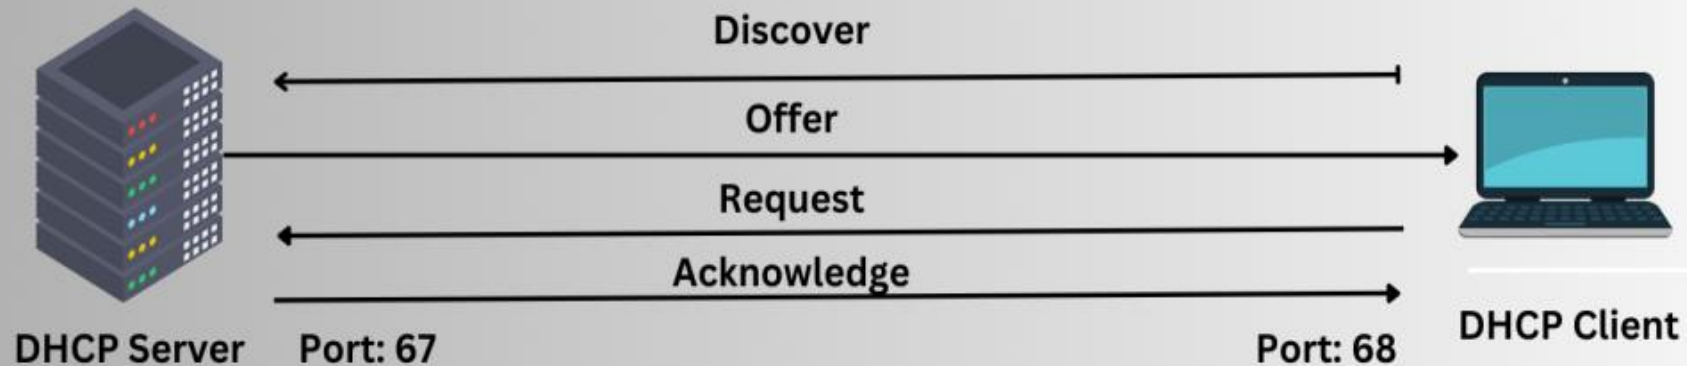 Discover
Offer
Request
Acknowledge
DHCP Server
Port: 67
Port: 68
DHCP Client